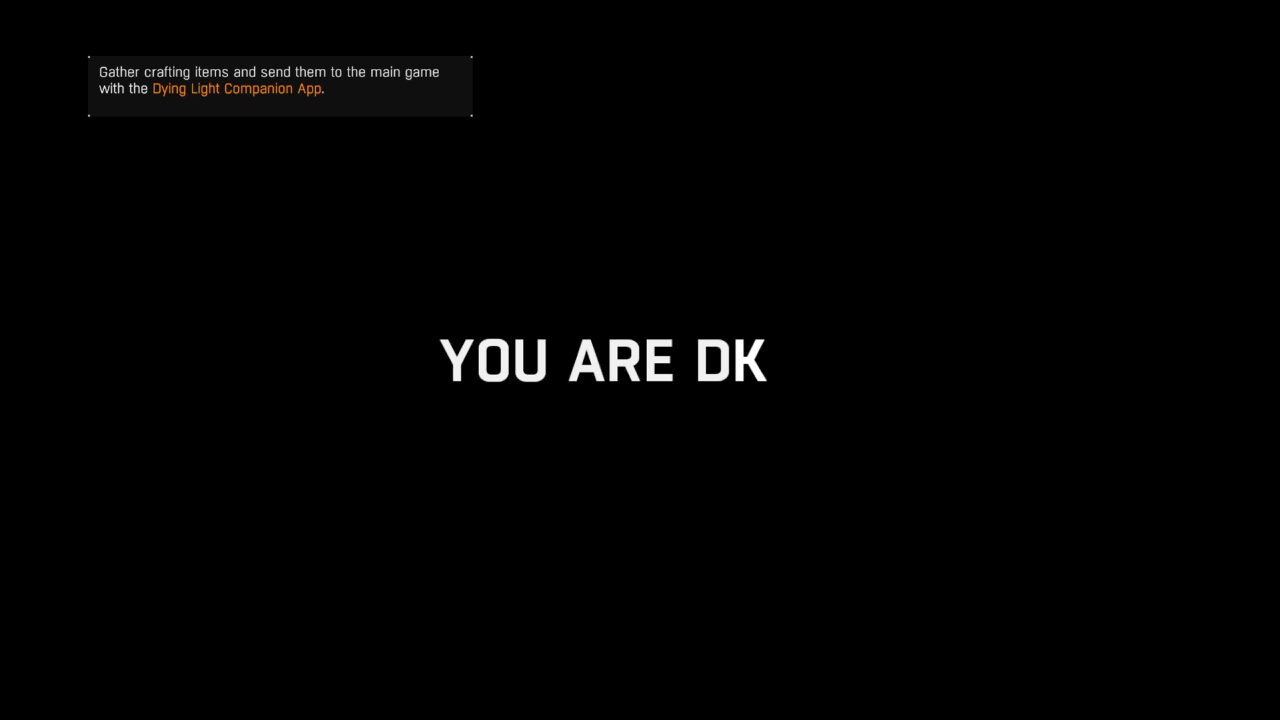 Gather crafting items and send them to the main game
with the Dying Light Companion App.
YOU ARE DK